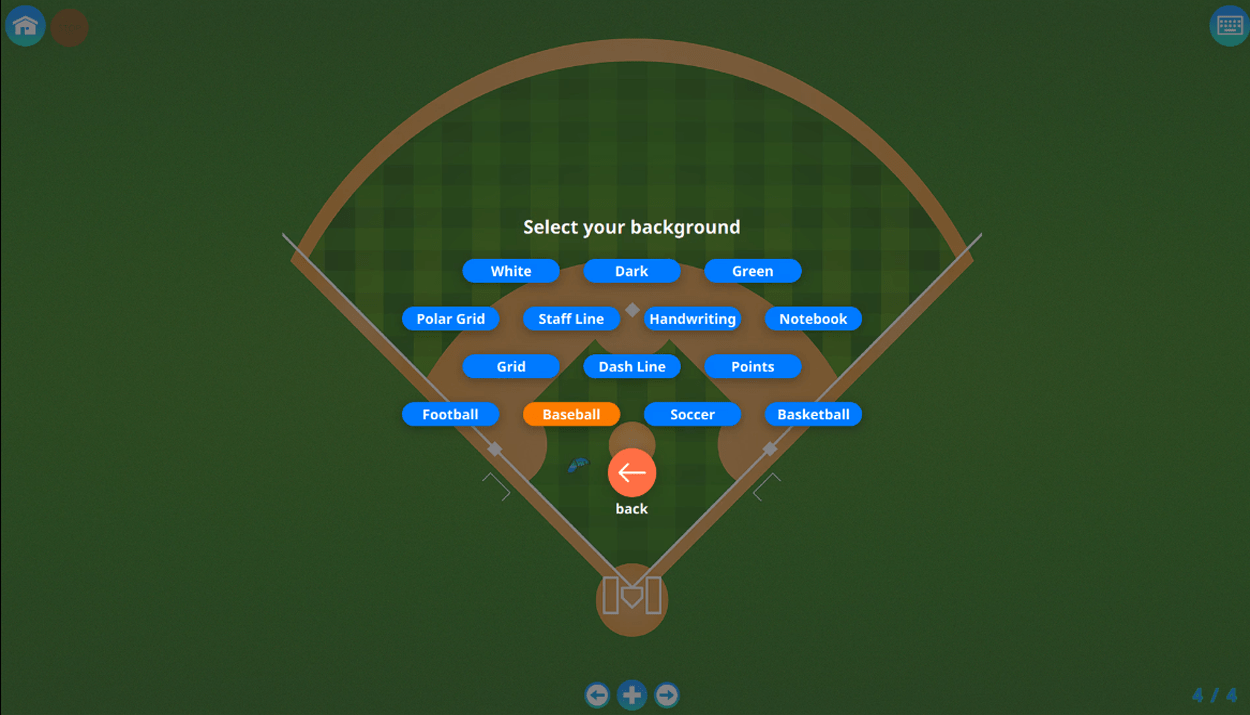 Select your background
White Dark Green
Polar Grid Staff Line Handwriting Notebook
Grid Dash Line Points
Football Baseball Soccer Basketball
back
4 / 4